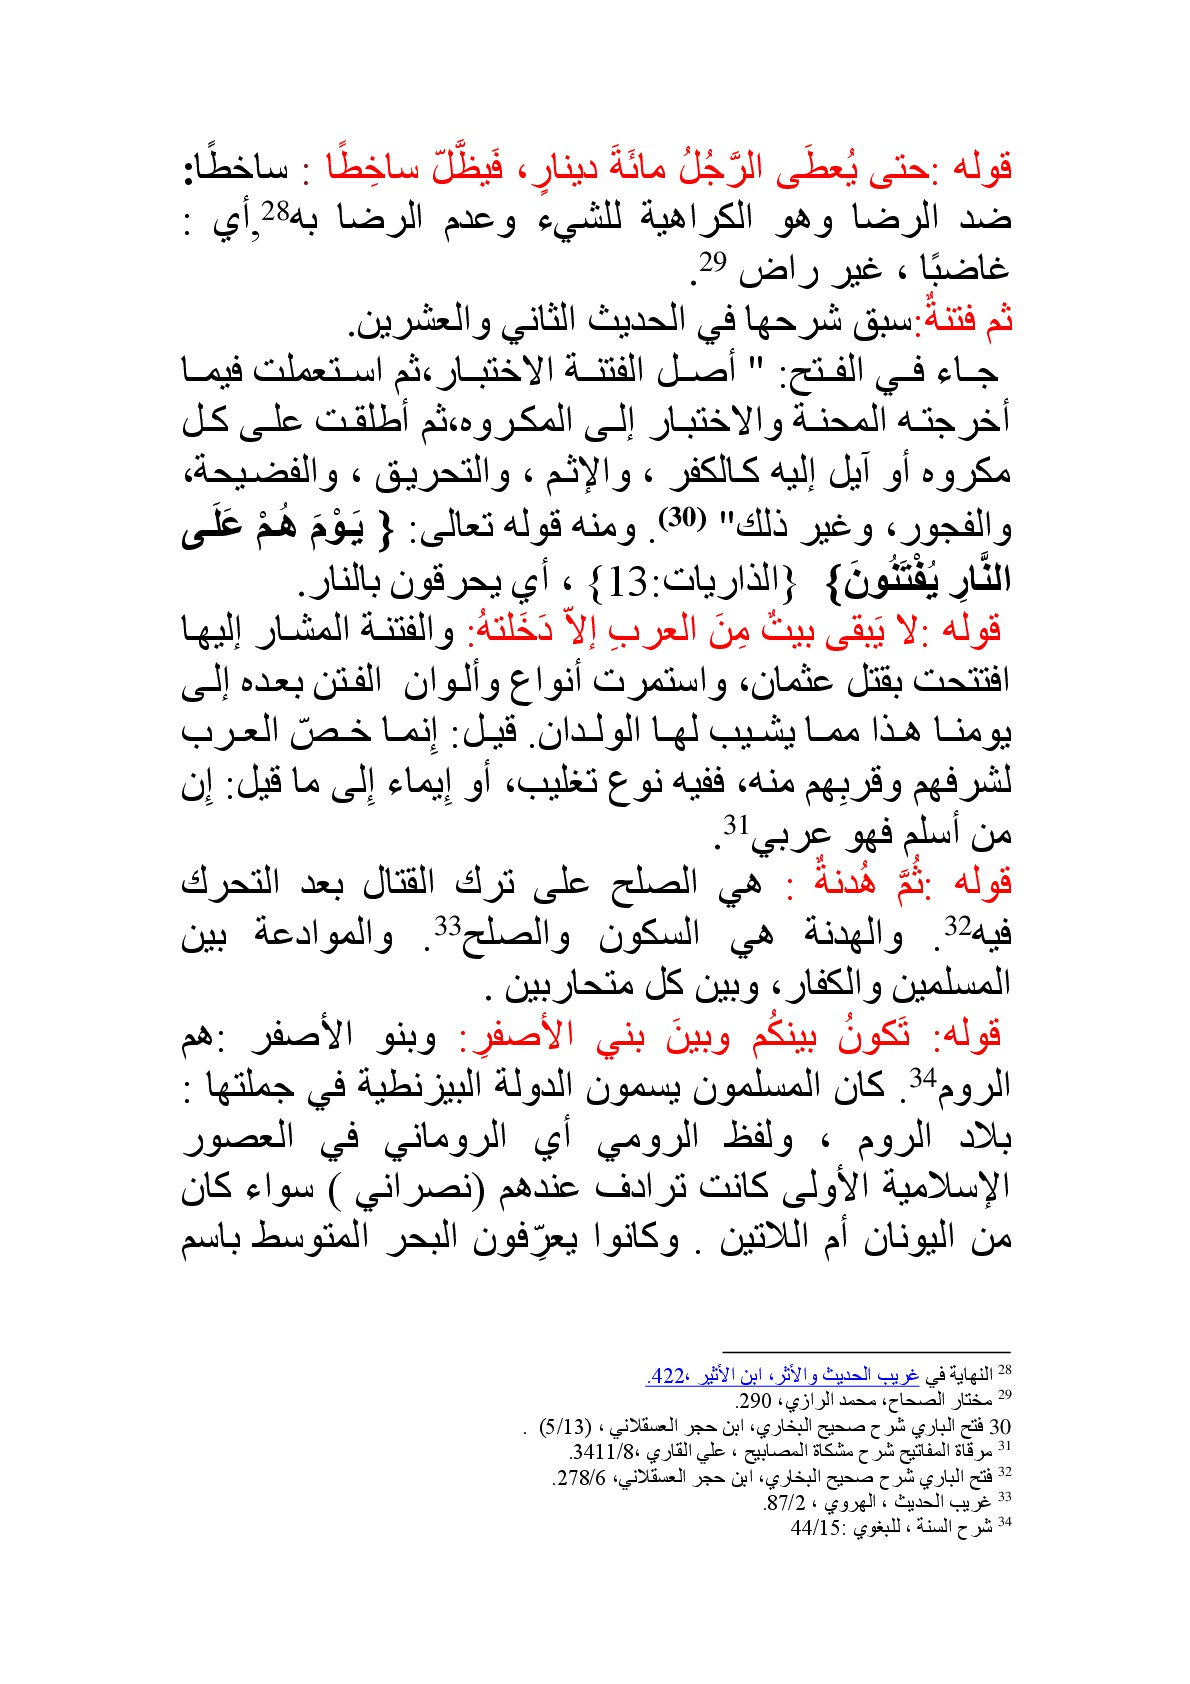 قوله :حتى يُعطَى الرَّجُلُ مائَةَ دينارٍ، فَيظَّلّ ساخِطًا : ساخطًا:
ضد الرضا وهو الكراهية للشيء وعدم الرضا به28,أي :
غاضبًا ، غير راض 29.
ثم فتنةٌ:سبق شرحها في الحديث الثاني والعشرين.
جاء في الفتح: " أصل الفتنة الاختبار،ثم استعملت فيما
أخرجته المحنة والاختبار إلى المكروه،ثم أطلقت على كل
مكروه أو آيل إليه كالكفر ، والإثم ، والتحريق ، والفضيحة،
والفجور، وغير ذلك" (30). ومنه قوله تعالى: { يَوْمَ هُمْ عَلَى
النَّارِ يُفْتَنُونَ} {الذاريات:13} ، أي يحرقون بالنار.
قوله :لا يَبقى بيتٌ مِنَ العربِ إلاّ دَخَلتهُ: والفتنة المشار إليها
افتتحت بقتل عثمان، واستمرت أنواع وألوان الفتن بعده إلى
يومنا هذا مما يشيب لها الولدان. قيل: إِنما خصّ العرب
لشرفهم وقربِهم منه، ففيه نوع تغليب، أو إِيماء إِلى ما قيل: إِن
من أسلم فهو عربي31.
قوله :ثُمَّ هُدنةٌ : هي الصلح على ترك القتال بعد التحرك
فيه32. والهدنة هي السكون والصلح33. والموادعة بين
المسلمين والكفار، وبين كل متحاربين .
قوله: تَكونُ بينكُم وبينَ بني الأصفرِ: وبنو الأصفر :هم
الروم34. كان المسلمون يسمون الدولة البيزنطية في جملتها :
بلاد الروم ، ولفظ الرومي أي الروماني في العصور
الإسلامية الأولى كانت ترادف عندهم (نصراني ) سواء كان
من اليونان أم اللاتين . وكانوا يعرِّفون البحر المتوسط باسم
28 النهاية في غريب الحديث والأثر، ابن الأثير ،422.
29 مختار الصحاح، محمد الرازي، 290.
30 فتح الباري شرح صحيح البخاري، ابن حجر العسقلاني ، (5/13) .
31 مرقاة المفاتيح شرح مشكاة المصابيح ، علي القاري ،3411/8.
32 فتح الباري شرح صحيح البخاري، ابن حجر العسقلاني، 278/6.
33 غريب الحديث ، الهروي ، 87/2.
34 شرح السنة ، للبغوي :44/15